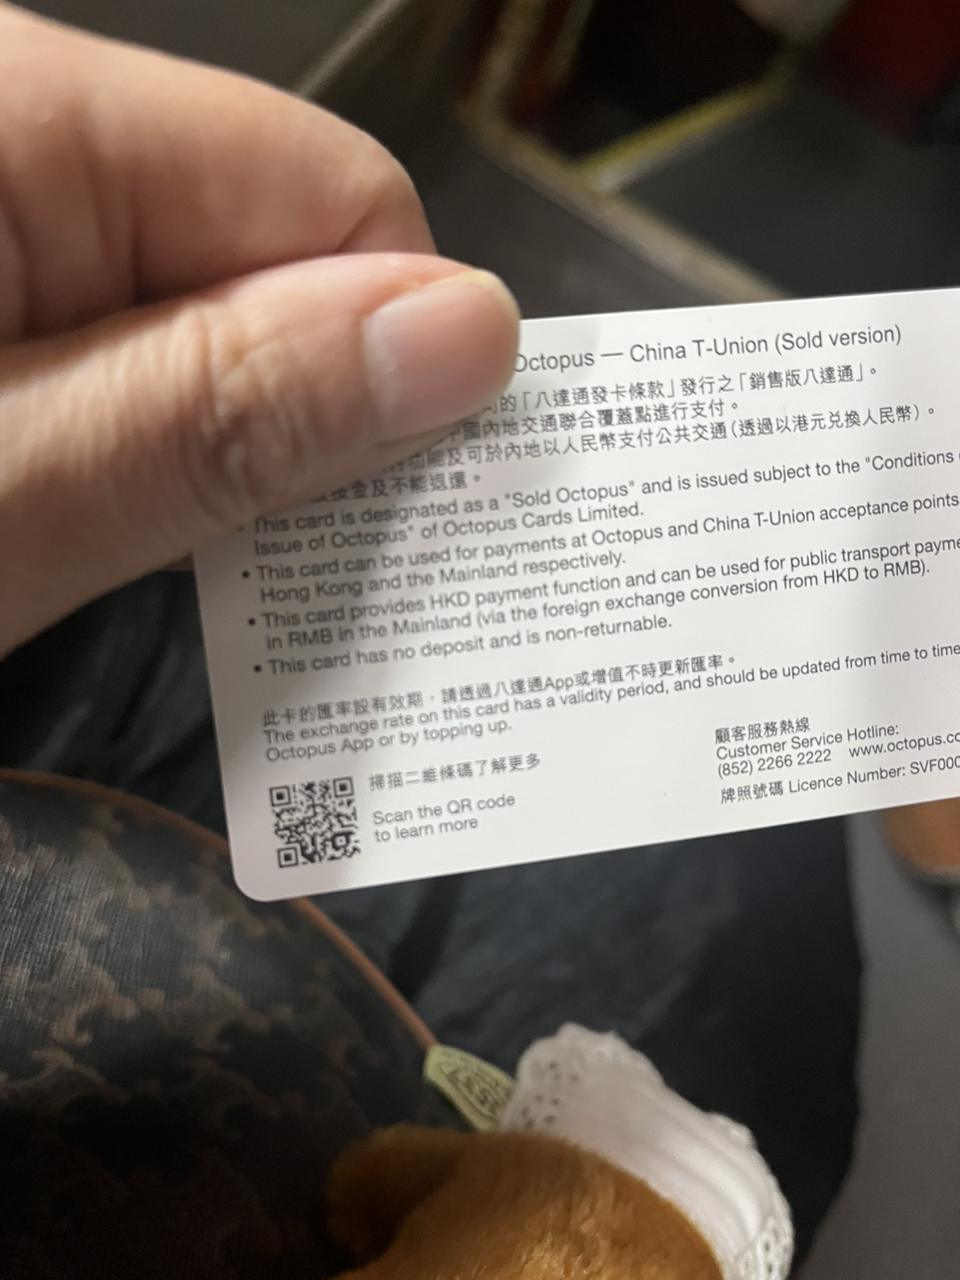 Octopus — China T-Union (Sold version)
的「八達通發卡條款」發行之「銷售版八達通」。
國內地交通聯合覆蓋點進行支付。
功能及可於內地以人民幣支付公共交通(透過以港元兌換人民幣)。
按金及不能退還。
• This card is designated as a "Sold Octopus" and is issued subject to the "Conditions
Issue of Octopus" of Octopus Cards Limited.
• This card can be used for payments at Octopus and China T-Union acceptance points
Hong Kong and the Mainland respectively.
• This card provides HKD payment function and can be used for public transport payme
in RMB in the Mainland (via the foreign exchange conversion from HKD to RMB).
• This card has no deposit and is non-returnable.
此卡的匯率設有效期,請透過八達通App或增值不時更新匯率。
The exchange rate on this card has a validity period, and should be updated from time to time
Octopus App or by topping up.
掃描二維條碼了解更多
Scan the QR code
to learn more
顧客服務熱線
Customer Service Hotline:
(852) 2266 2222 www.octopus.co
牌照號碼 Licence Number: SVF000